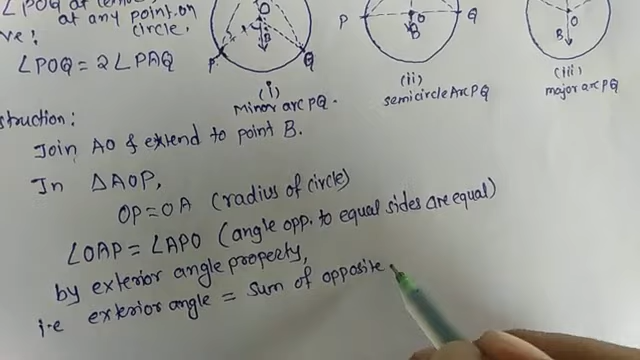 ∠POQ at
at any point on
circle.
∠POQ = 2∠PAQ
P
Q
x
x
B
(i)
Minor arc PQ.
P
O
Q
B
(ii)
semicircle Arc PQ
O
B
(iii)
major arc PQ
struction:
Join AO & extend to point B.
In ΔAOP,
OP = OA (radius of circle)
∠OAP = ∠APO (angle opp. to equal sides are equal)
by exterior angle property,
i.e exterior angle = sum of opposite